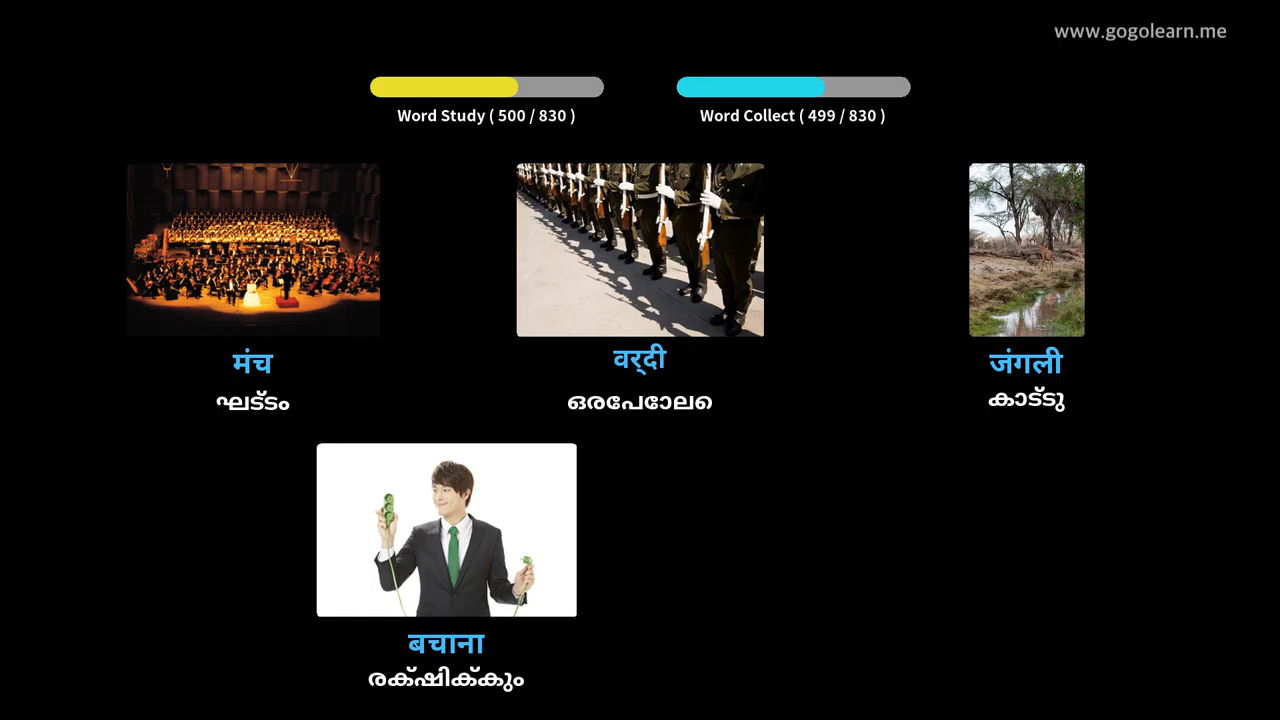 www.gogolearn.me
Word Study ( 500 / 830 )
Word Collect ( 499 / 830 )
मंच
ഘട്ടം
वर्दी
ഒരേപോലെ
जंगली
കാട്ടു
बचाना
രക്ഷിക്കും